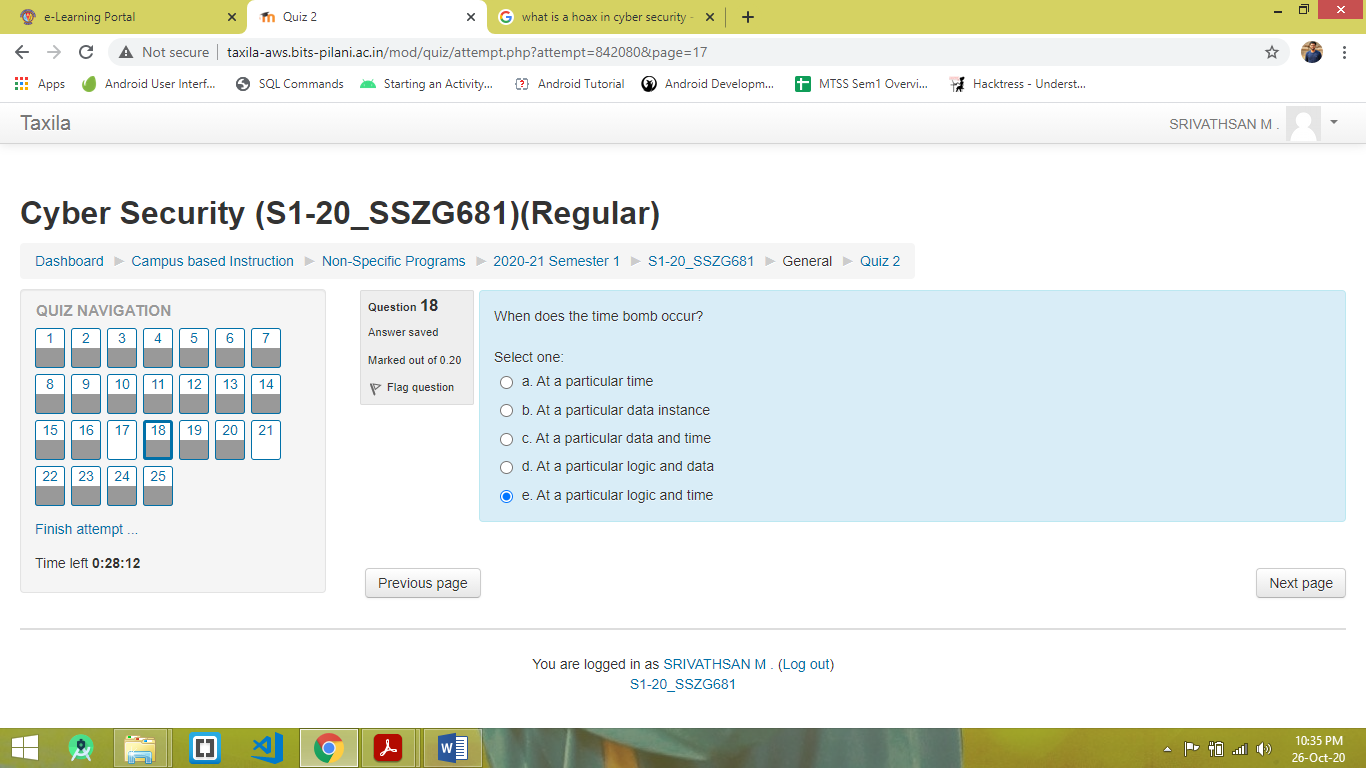 e-Learning Portal
Quiz 2
what is a hoax in cyber security -
Not secure
taxila-aws.bits-pilani.ac.in/mod/quiz/attempt.php?attempt=842080&page=17
Apps
Android User Interf...
SQL Commands
Starting an Activity...
Android Tutorial
Android Developm...
MTSS Sem1 Overvi...
Hacktress - Underst...
Taxila
SRIVATHSAN M .
Cyber Security (S1-20_SSZG681)(Regular)
Dashboard ► Campus based Instruction ► Non-Specific Programs ► 2020-21 Semester 1 ► S1-20_SSZG681 ► General ► Quiz 2
QUIZ NAVIGATION
1 2 3 4 5 6 7
8 9 10 11 12 13 14
15 16 17 18 19 20 21
22 23 24 25
Finish attempt ...
Time left 0:28:12
Question 18
Answer saved
Marked out of 0.20
Flag question
When does the time bomb occur?
Select one:
a. At a particular time
b. At a particular data instance
c. At a particular data and time
d. At a particular logic and data
e. At a particular logic and time
Previous page
Next page
You are logged in as SRIVATHSAN M . (Log out)
S1-20_SSZG681
10:35 PM
26-Oct-20